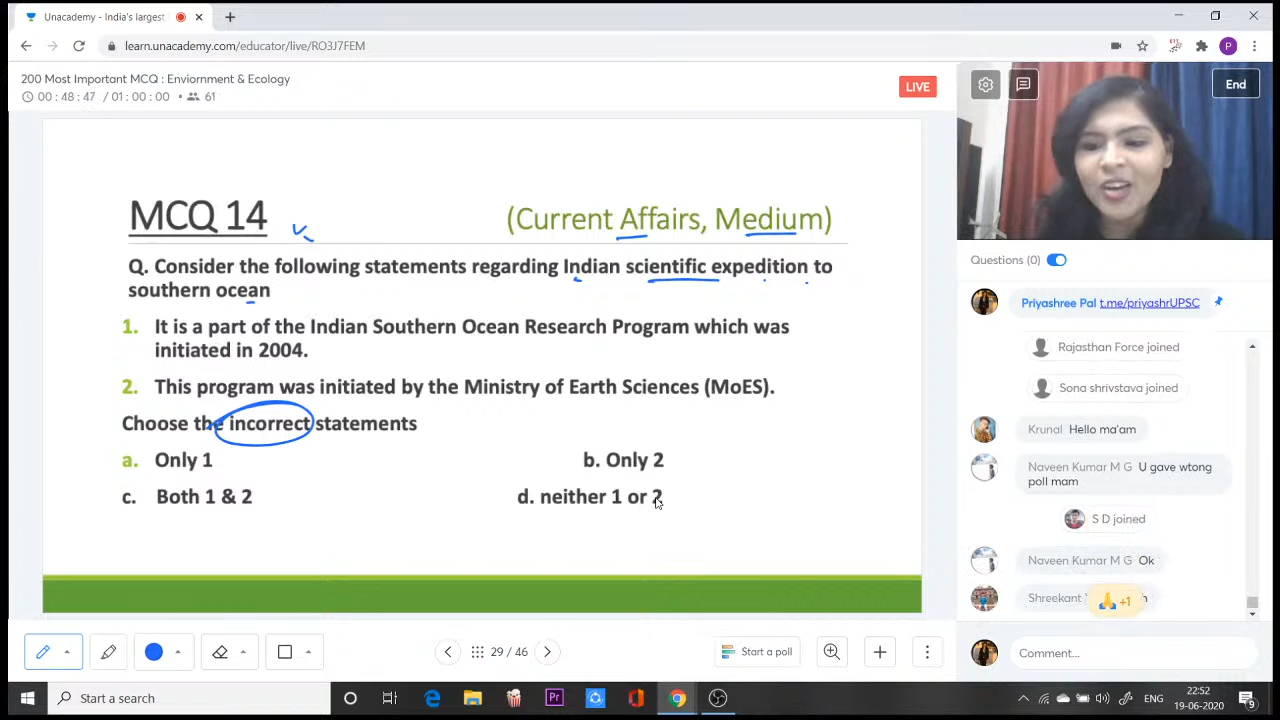 Unacademy - India's largest
learn.unacademy.com/educator/live/RO3J7FEM
200 Most Important MCQ : Enviornment & Ecology
00 : 48 : 47 / 01 : 00 : 00 • 61
LIVE
End
MCQ 14
(Current Affairs, Medium)
Q. Consider the following statements regarding Indian scientific expedition to
southern ocean
1. It is a part of the Indian Southern Ocean Research Program which was
initiated in 2004.
2. This program was initiated by the Ministry of Earth Sciences (MoES).
Choose the incorrect statements
a. Only 1
b. Only 2
c. Both 1 & 2
d. neither 1 or 2
Questions (0)
Priyashree Pal t.me/priyashrUPSC
Rajasthan Force joined
Sona shrivstava joined
Krunal Hello ma'am
Naveen Kumar M G U gave wtong
poll mam
S D joined
Naveen Kumar M G Ok
Shreekant
+1
29 / 46
Start a poll
Comment...
Start a search
Pr
ENG
22:52
19-06-2020